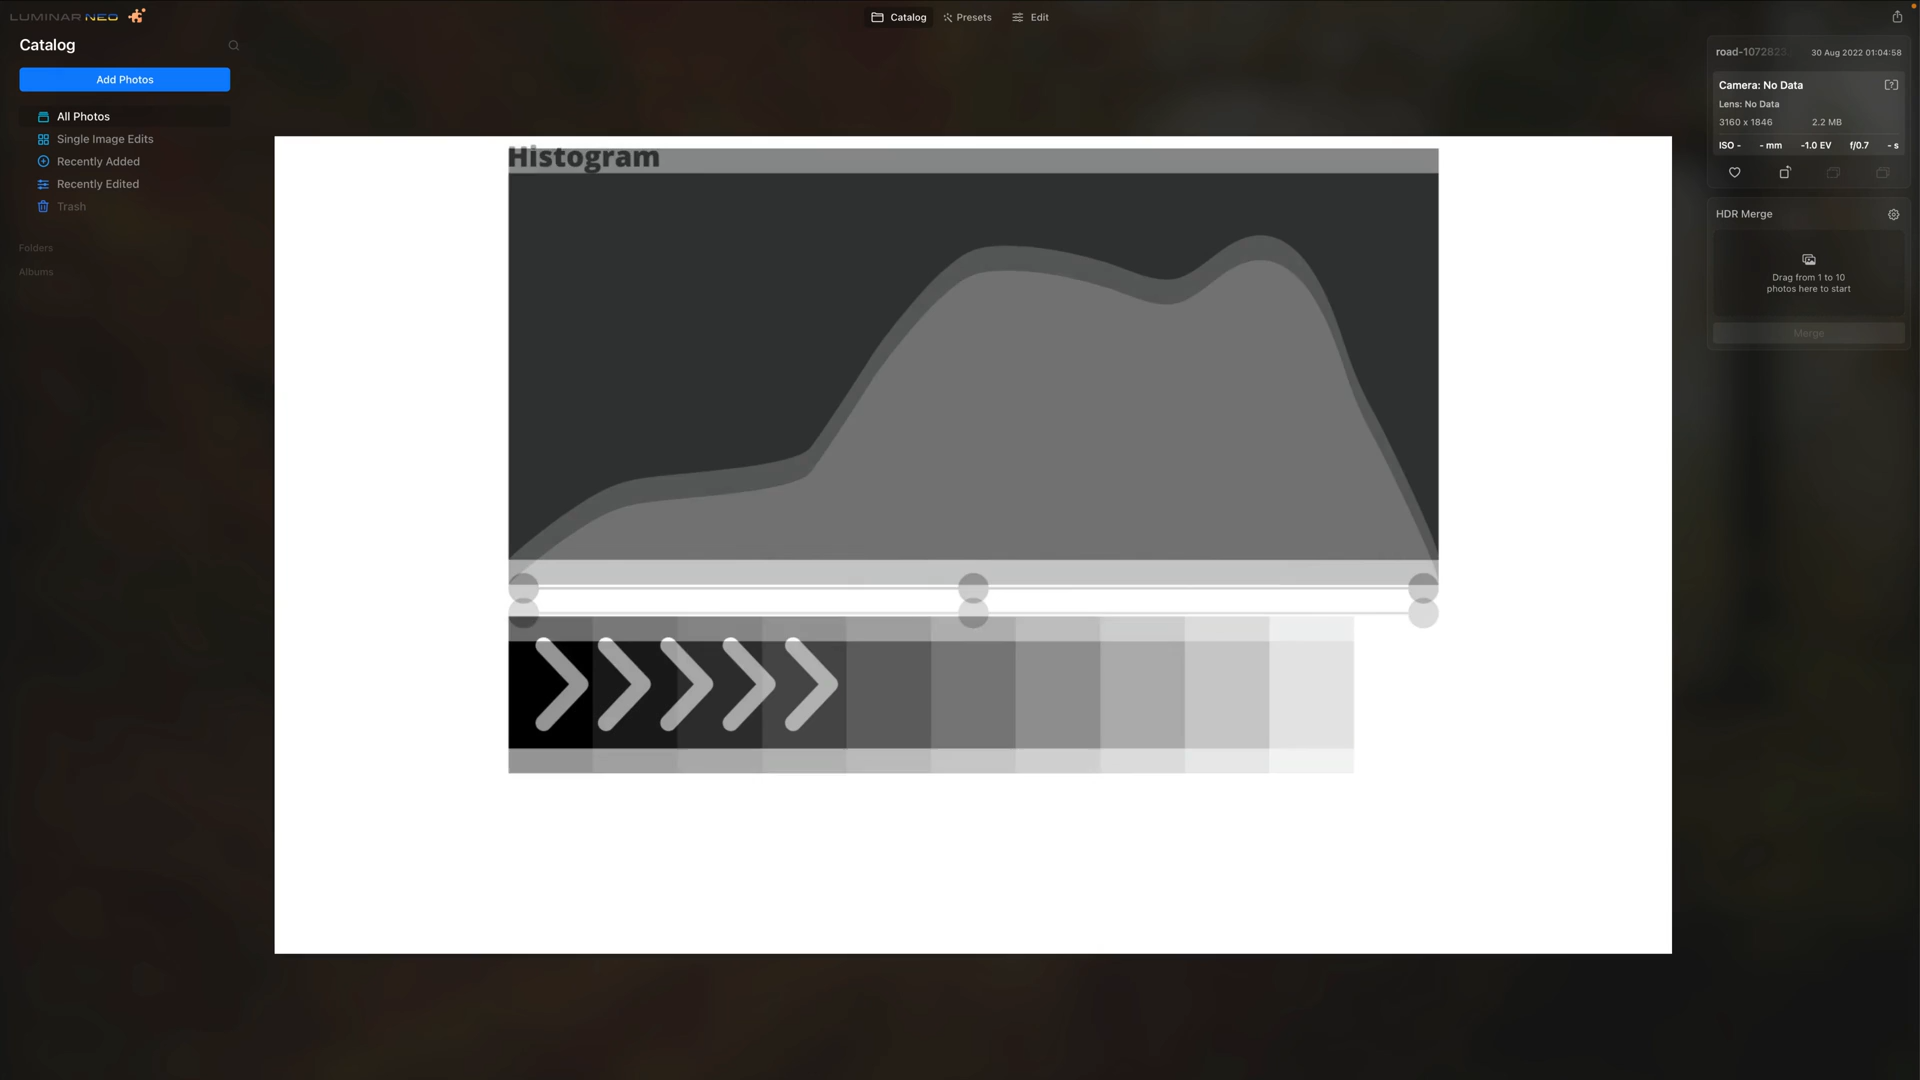 LUMINAR NEO
Catalog
Presets
Edit
Catalog
Add Photos
All Photos
Single Image Edits
Recently Added
Recently Edited
Trash
Folders
Albums
Histogram
road-1072823
30 Aug 2022 01:04:58
Camera: No Data
Lens: No Data
3160 x 1846
2.2 MB
ISO -
- mm
-1.0 EV
f/0.7
- s
HDR Merge
Drag from 1 to 10
photos here to start
Merge